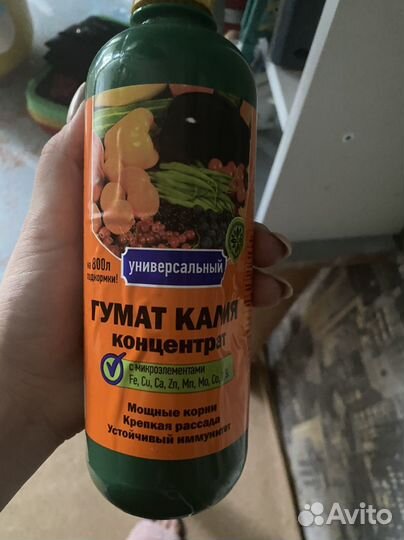 универсальный
на 800л
подкормки!
ГУМАТ КАЛИЯ
концентрат
с микроэлементами
Fe, Cu, Ca, Zn, Mn, Mo, Co,
Мощные корни
Крепкая рассада
Устойчивый иммунитет
Avito